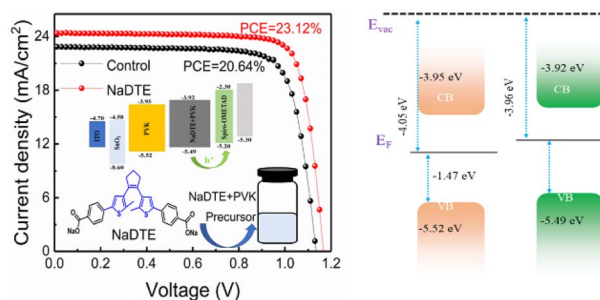 PCE=23.12%
Control
NaDTE
PCE=20.64%
-4.70
ITO
-4.50
SnO₂
-8.60
-3.95
PVK
-5.52
-3.92
NaDTE+PVK
-5.49
-2.30
Spiro-OMETAD
-5.20
-5.30
h⁺
NaO
O
S
S
O
ONa
NaDTE
NaDTE+PVK
Precursor
Current density (mA/cm²)
24
18
12
6
0
0.0
0.2
0.4
0.6
0.8
1.0
1.2
Voltage (V)
Evac
-3.95 eV
CB
-4.05 eV
-3.92 eV
CB
-3.96 eV
EF
-1.47 eV
VB
-5.52 eV
VB
-5.49 eV